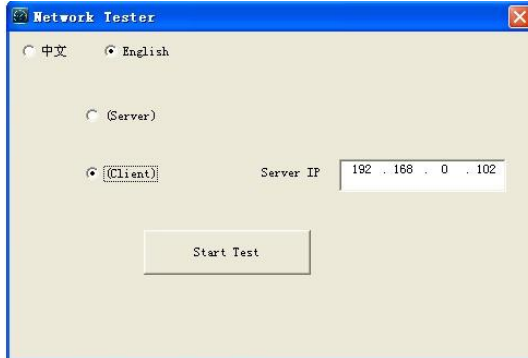 Network Tester
中文 English
(Server)
(Client) Server IP 192 . 168 . 0 . 102
Start Test